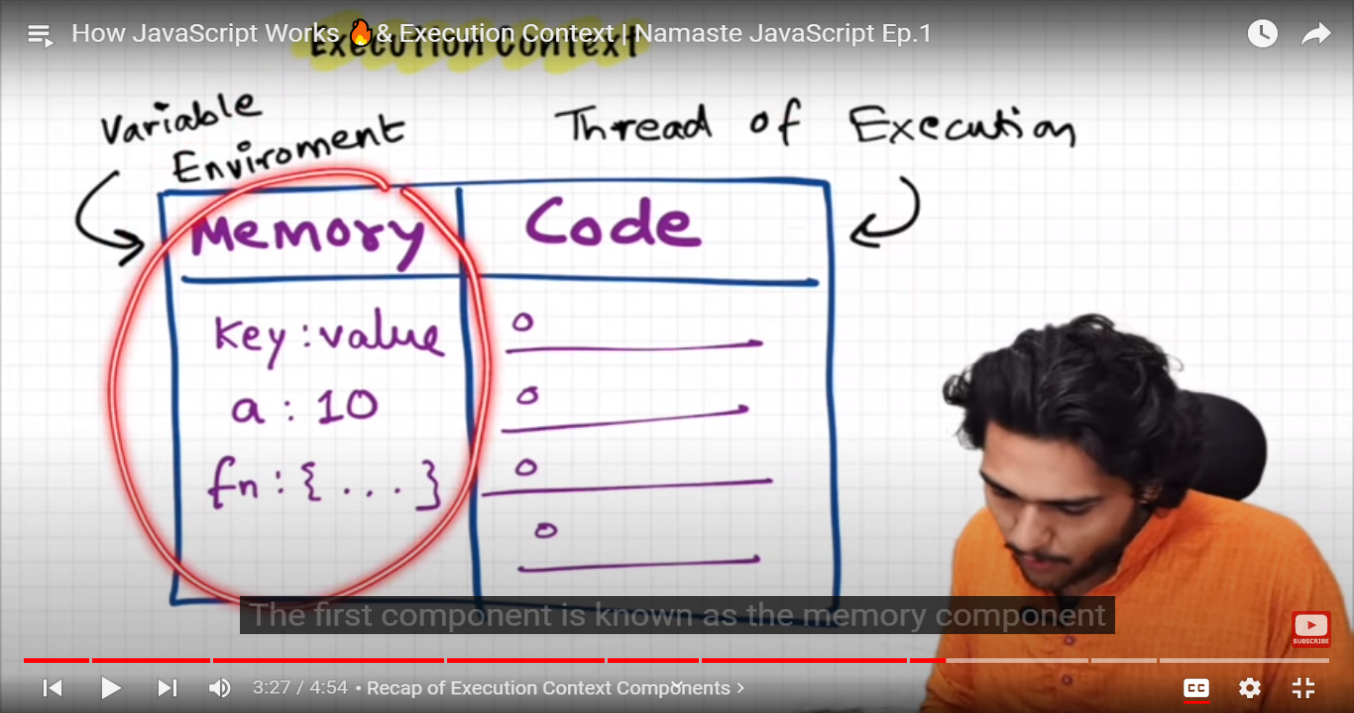 How JavaScript Works 🔥& Execution Context | Namaste JavaScript Ep.1
Execution Context
Variable
Enviroment
Thread of Execution
Memory
Code
key : value
a : 10
fn : { . . . }
The first component is known as the memory component
SUBSCRIBE
3:27 / 4:54 • Recap of Execution Context Components >
CC